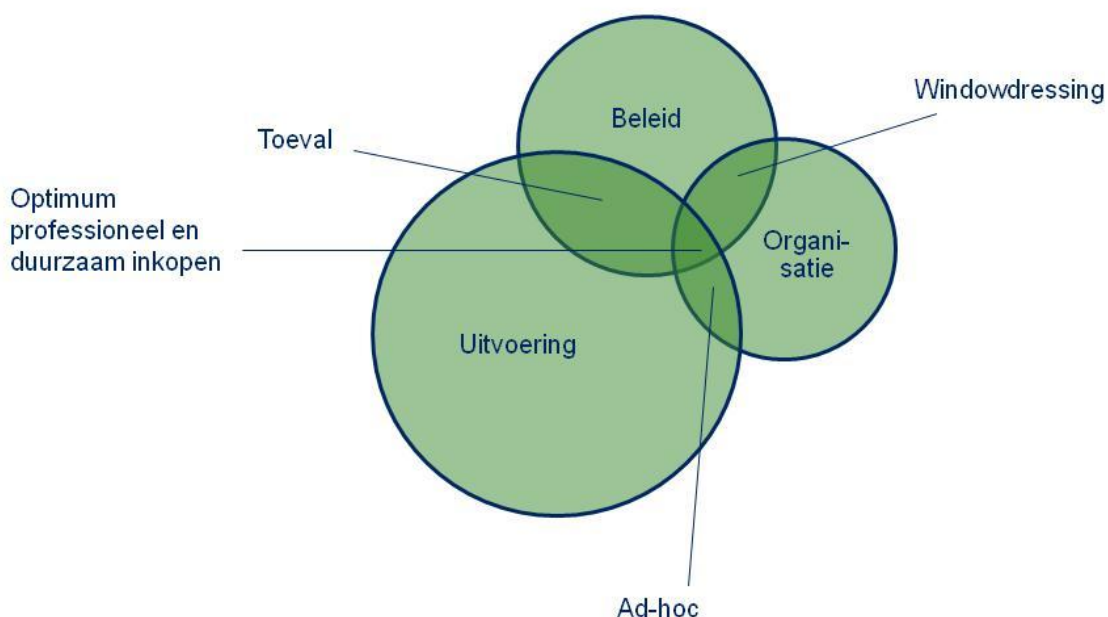 Windowdressing
Beleid
Toeval
Optimum
professioneel en
duurzaam inkopen
Organi-
satie
Uitvoering
Ad-hoc